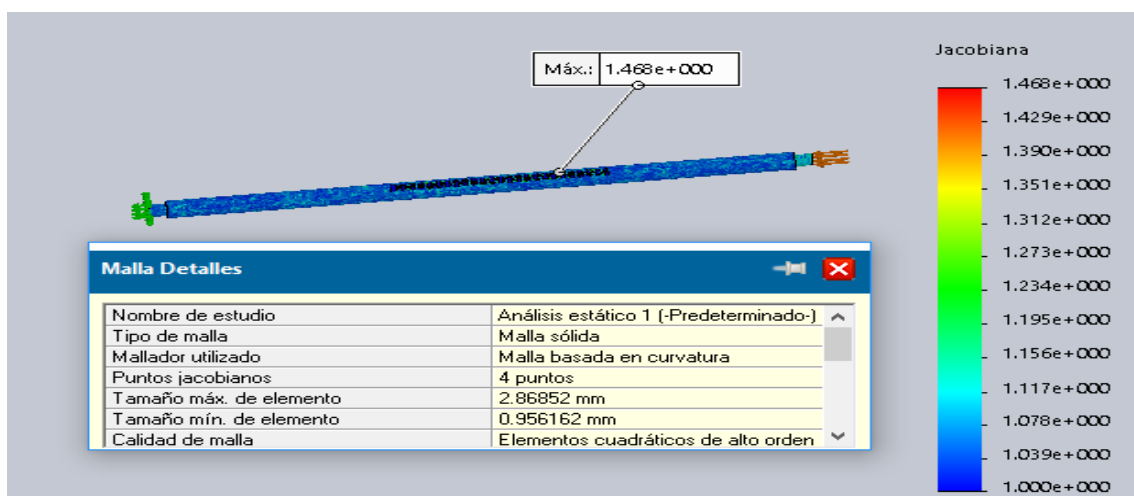 Jacobiana
Máx.: 1.468e+000
1.468e+000
1.429e+000
1.390e+000
1.351e+000
1.312e+000
1.273e+000
1.234e+000
1.195e+000
1.156e+000
1.117e+000
1.078e+000
1.039e+000
1.000e+000
Malla Detalles
Nombre de estudio Análisis estático 1 (-Predeterminado-)
Tipo de malla Malla sólida
Mallador utilizado Malla basada en curvatura
Puntos jacobianos 4 puntos
Tamaño máx. de elemento 2.86852 mm
Tamaño mín. de elemento 0.956162 mm
Calidad de malla Elementos cuadráticos de alto orden